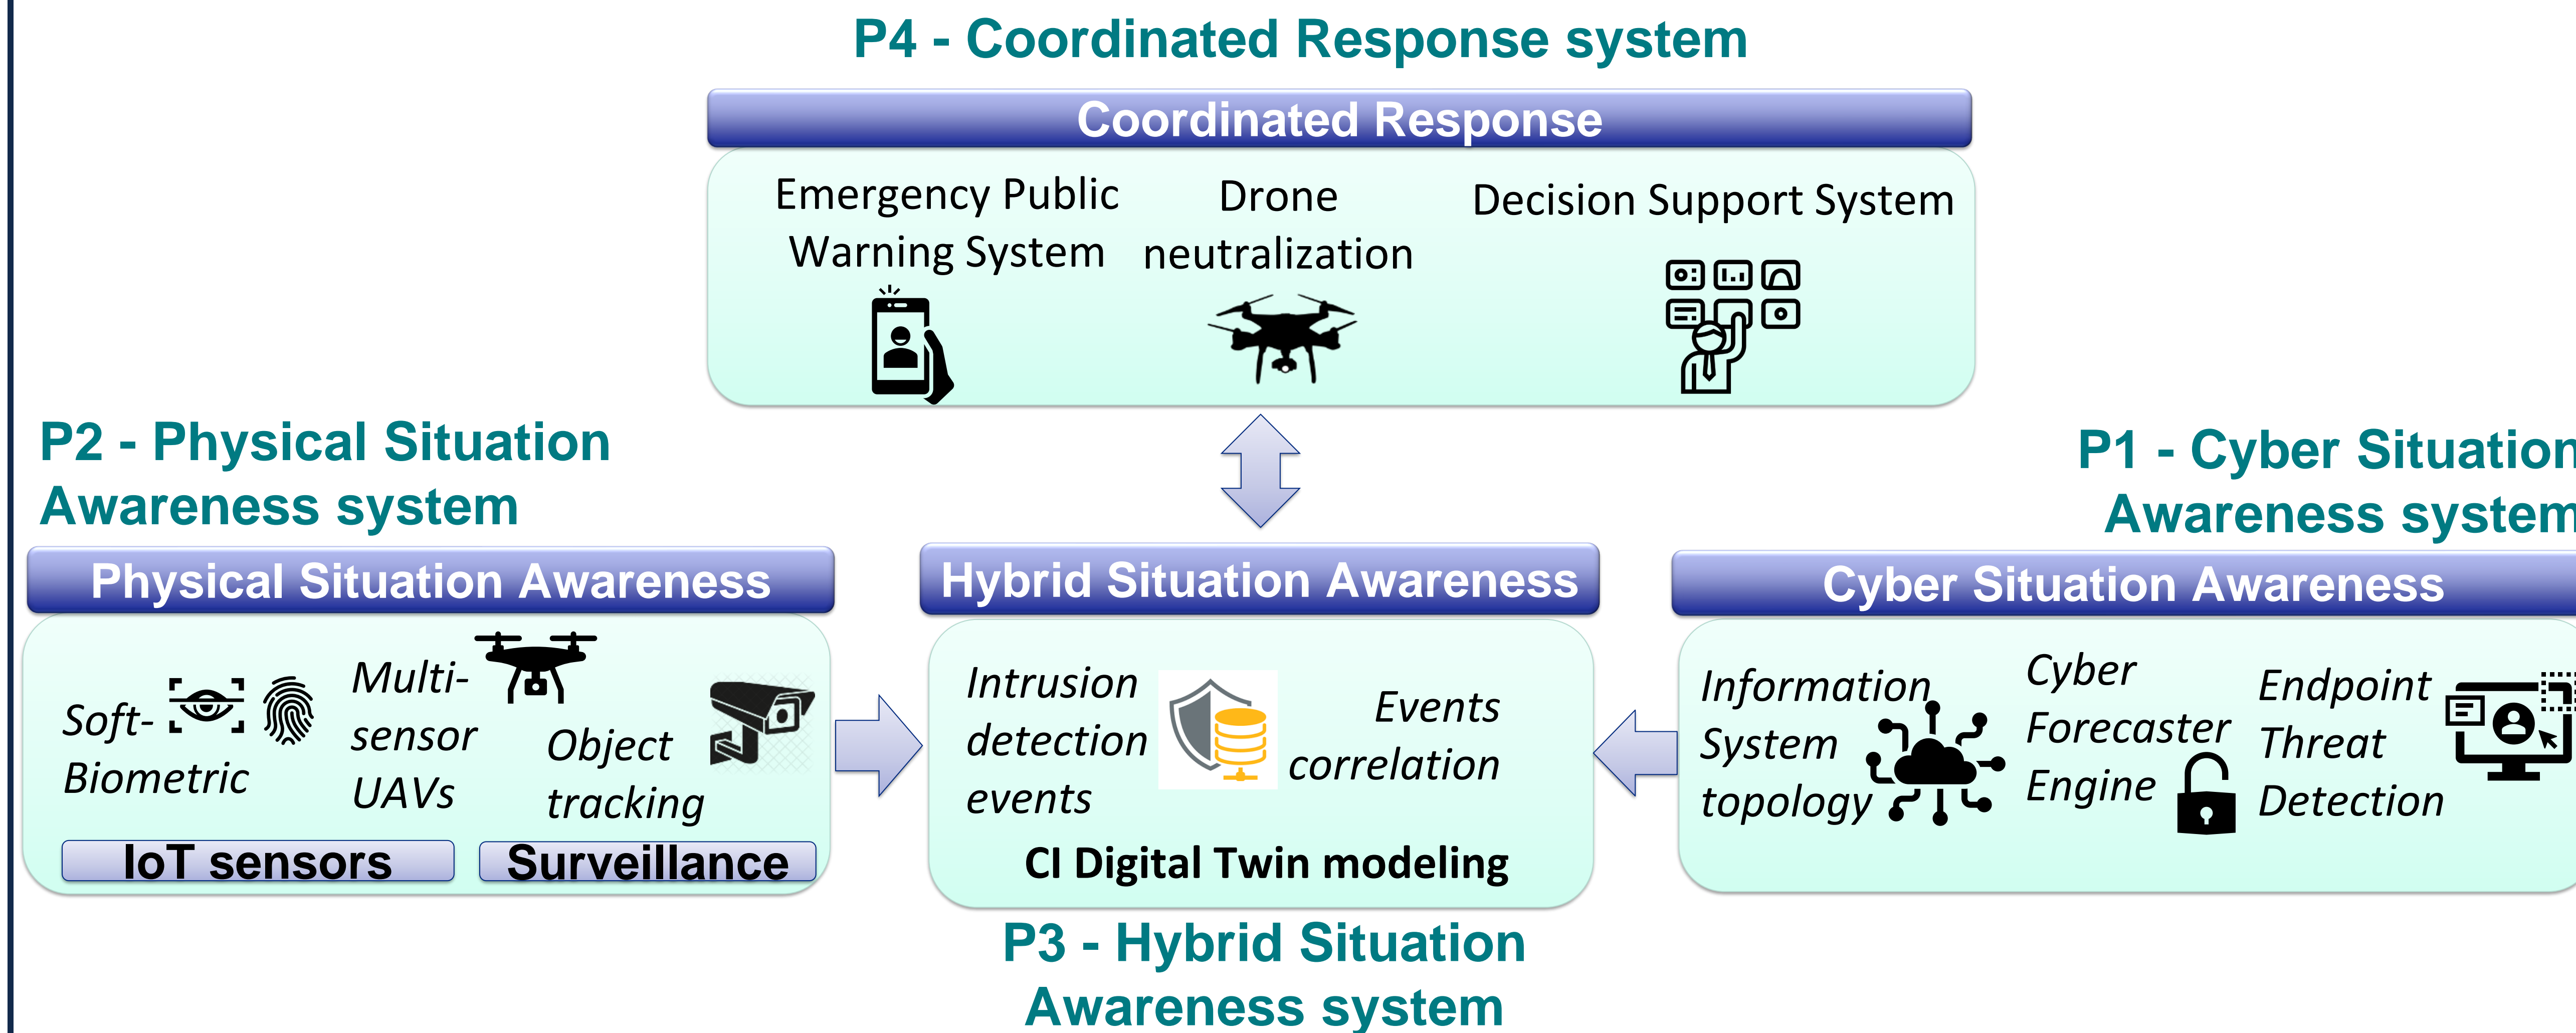 P4 - Coordinated Response system
Coordinated Response
Emergency Public
Warning System
Drone
neutralization
Decision Support System
P2 - Physical Situation
Awareness system
P1 - Cyber Situation
Awareness system
Physical Situation Awareness
Soft-
Biometric
Multi-
sensor
UAVs
Object
tracking
IoT sensors
Surveillance
Hybrid Situation Awareness
Intrusion
detection
events
Events
correlation
CI Digital Twin modeling
Cyber Situation Awareness
Information
System
topology
Cyber
Forecaster
Engine
Endpoint
Threat
Detection
P3 - Hybrid Situation
Awareness system